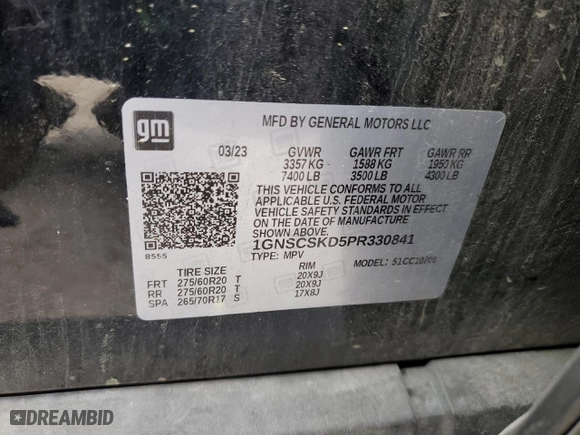 gm
MFD BY GENERAL MOTORS LLC
03/23 GVWR GAWR FRT GAWR RR
3357 KG 1588 KG 1950 KG
7400 LB 3500 LB 4300 LB
THIS VEHICLE CONFORMS TO ALL
APPLICABLE U.S. FEDERAL MOTOR
VEHICLE SAFETY STANDARDS IN EFFECT
ON THE DATE OF MANUFACTURE
SHOWN ABOVE.
1GNSCSKD5PR330841
8555
TYPE: MPV MODEL: 51CC10706
TIRE SIZE RIM
FRT 275/60R20 T 20X9J
RR 275/60R20 T 20X9J
SPA 265/70R17 S 17X8J
DREAMBID